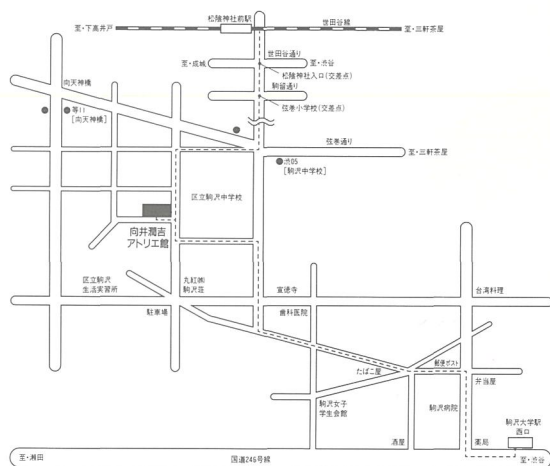 松陰神社前駅
世田谷線
至・下高井戸
至・三軒茶屋
世田谷通り
至・成城
至・渋谷
松陰神社入口(交差点)
駒留通り
向天神橋
弦巻小学校(交差点)
等11
[向天神橋]
弦巻通り
至・三軒茶屋
渋05
[駒沢中学校]
区立駒沢中学校
向井潤吉
アトリエ館
区立駒沢
生活実習所
丸紅㈱
駒沢荘
宣徳寺
台湾料理
駐車場
歯科医院
郵便ポスト
たばこ屋
弁当屋
駒沢女子
学生会館
駒沢病院
駒沢大学駅
西口
酒屋
薬局
至・瀬田
国道246号線
至・渋谷